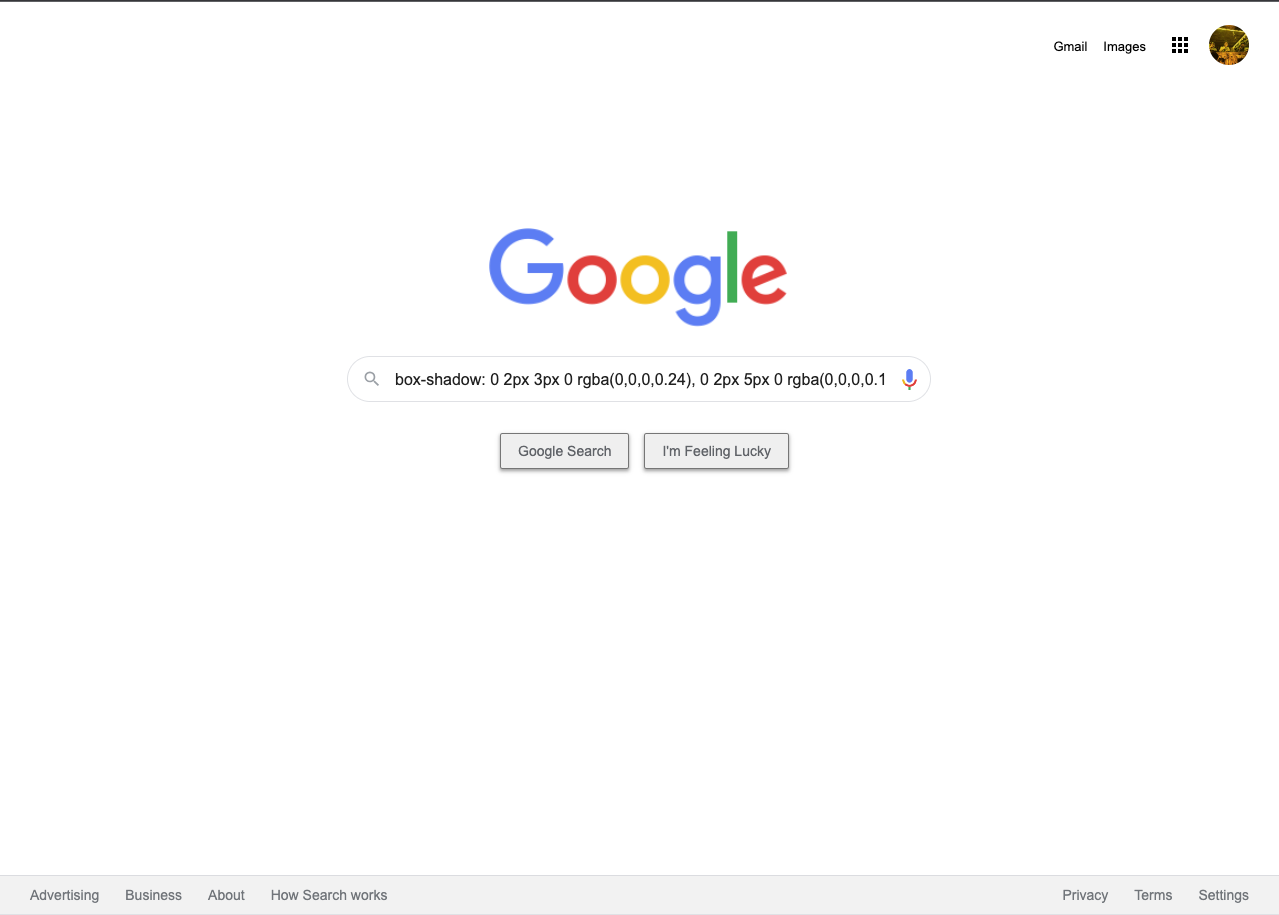 Gmail Images
Google
box-shadow: 0 2px 3px 0 rgba(0,0,0,0.24), 0 2px 5px 0 rgba(0,0,0,0.1
Google Search I'm Feeling Lucky
Advertising Business About How Search works Privacy Terms Settings